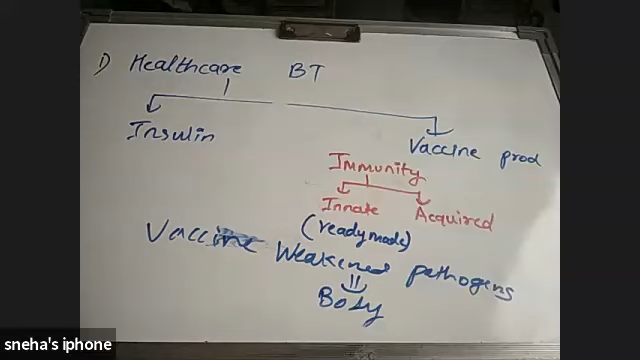 1) Healthcare BT
Insulin
Vaccine prod
Immunity
Innate Acquired
(readymade)
Vaccine Weakened pathogens
Body
sneha's iphone